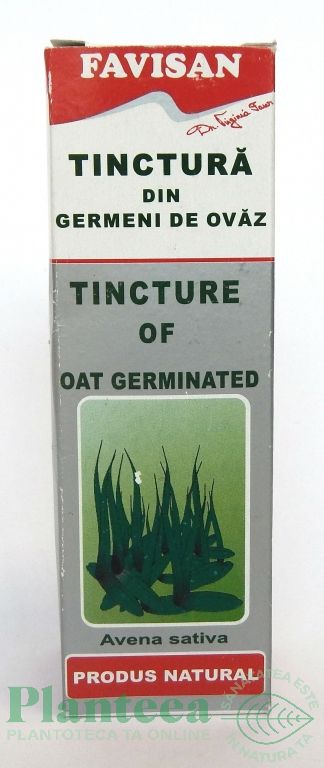 FAVISAN
Dr. Virginia Faur
TINCTURĂ
DIN
GERMENI DE OVĂZ
TINCTURE
OF
OAT GERMINATED
Avena sativa
PRODUS NATURAL
Planteca
PLANTOTECA TA ONLINE
SĂNĂTATEA ESTE
ÎN NATURA TA